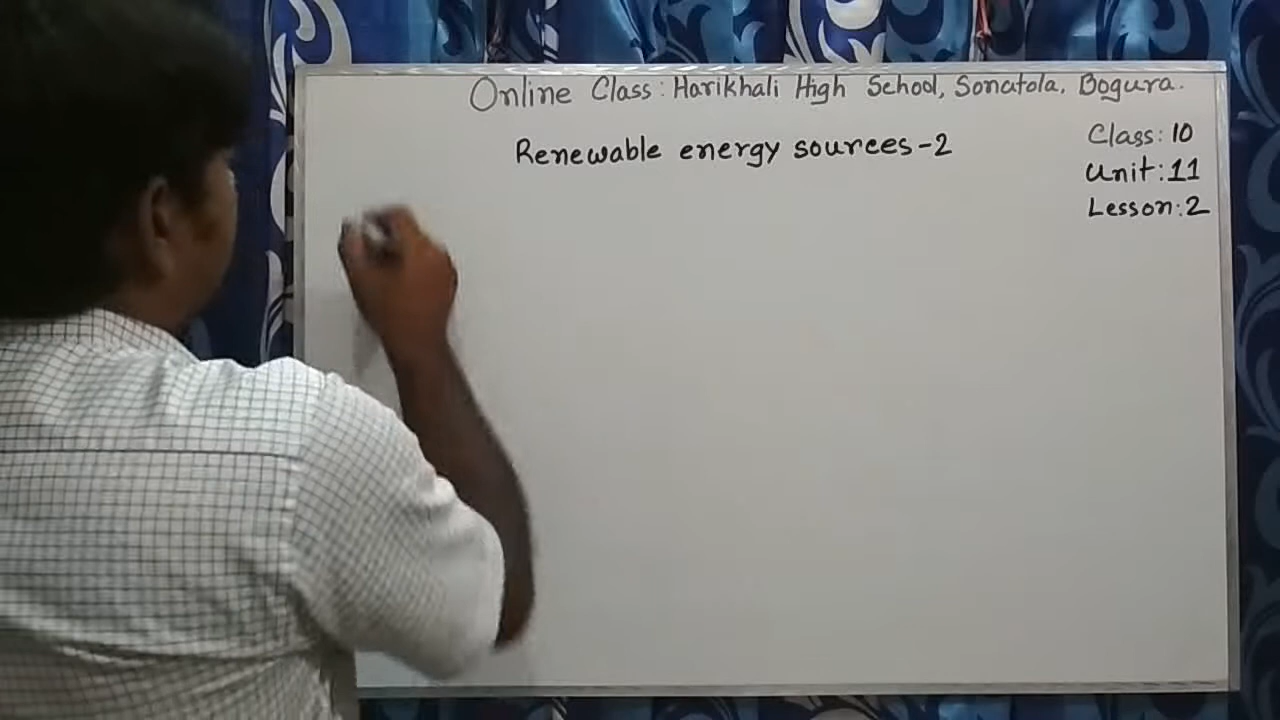 Online Class: Harikhali High School, Sonatola, Bogura.
Renewable energy sources-2
Class: 10
Unit: 11
Lesson: 2